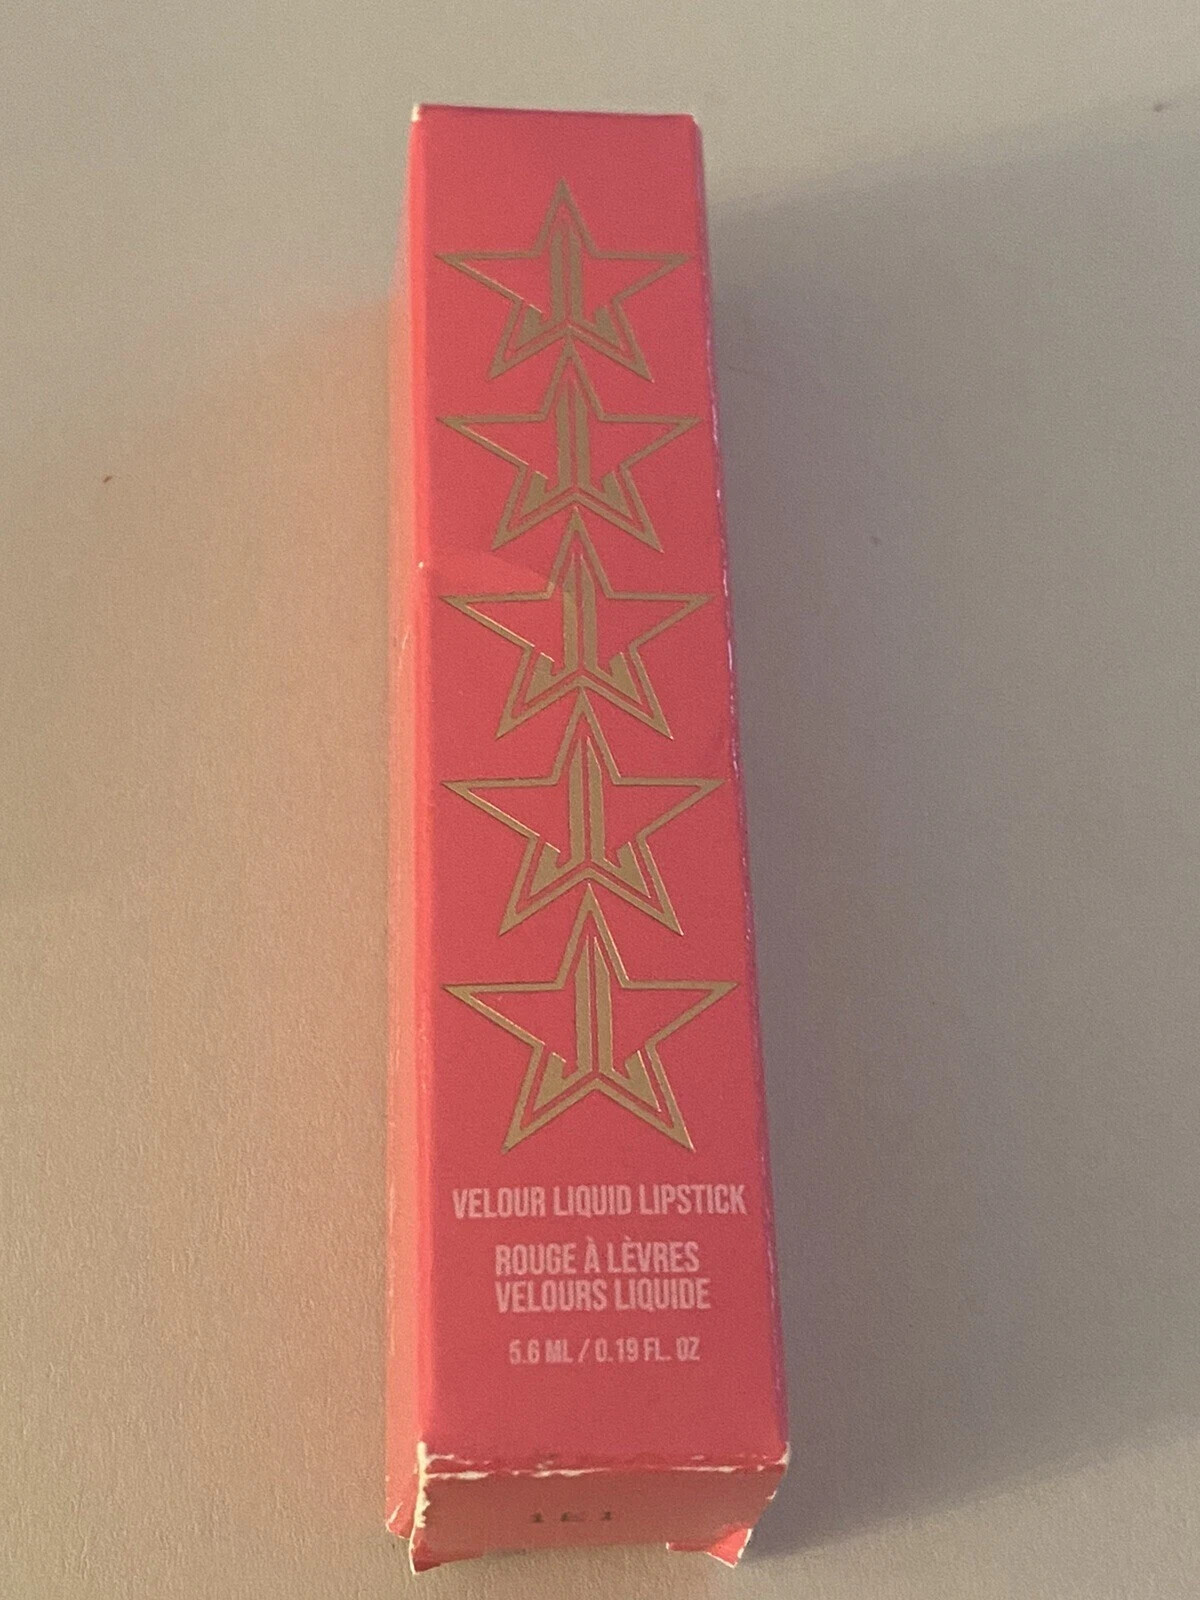 VELOUR LIQUID LIPSTICK
ROUGE À LÈVRES
VELOURS LIQUIDE
5.6 ML / 0.19 FL. OZ